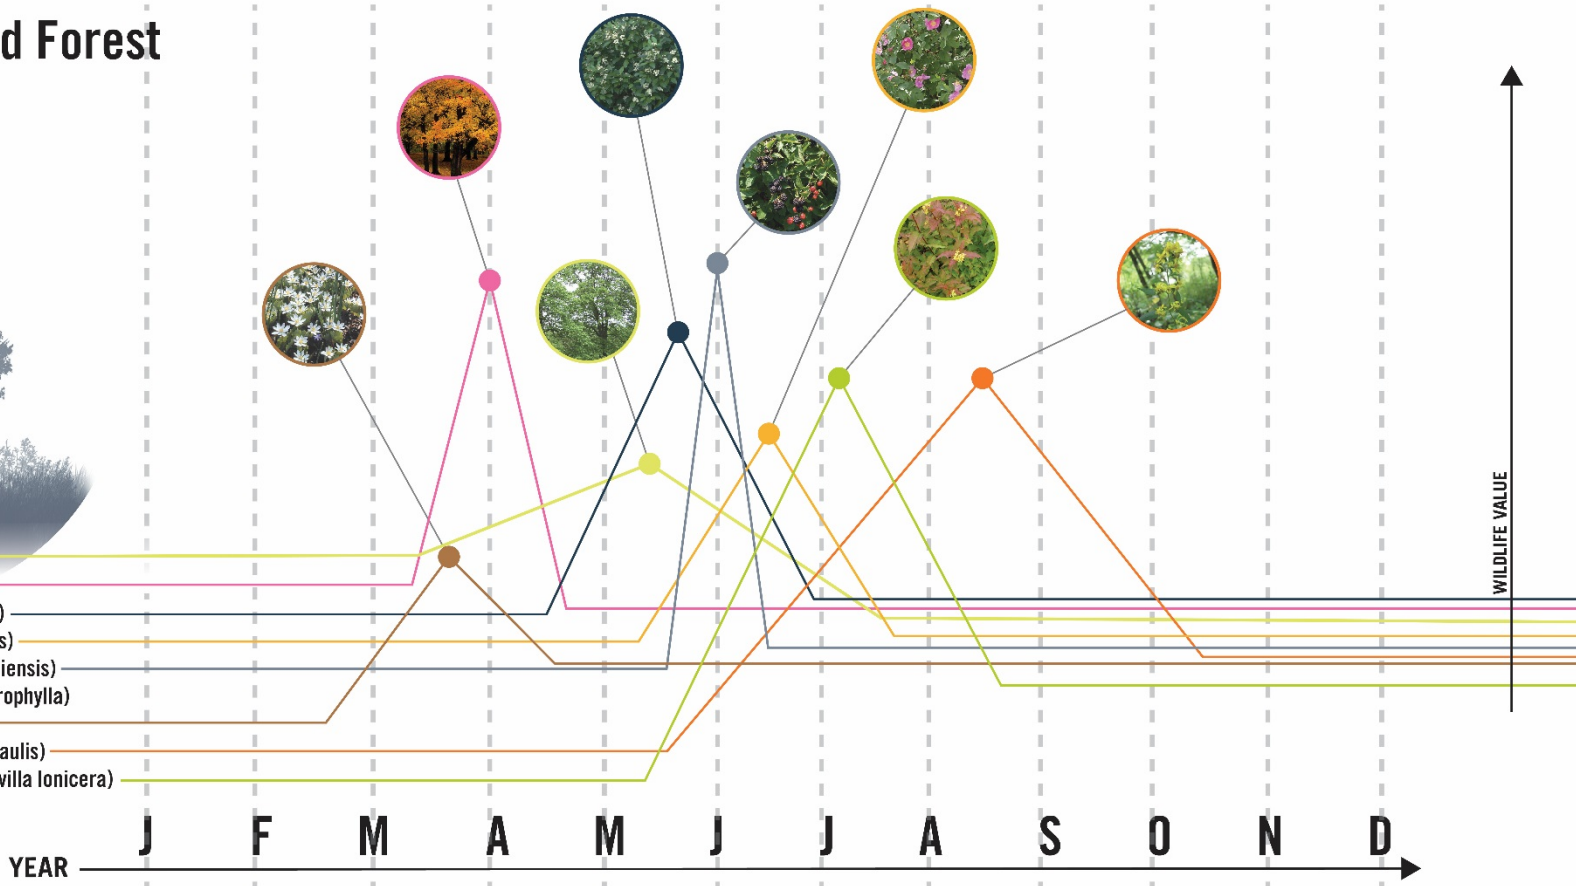 d Forest
WILDLIFE VALUE
)
s)
iensis)
rophylla)
aulis)
villa lonicera)
J F M A M J J A S O N D
YEAR